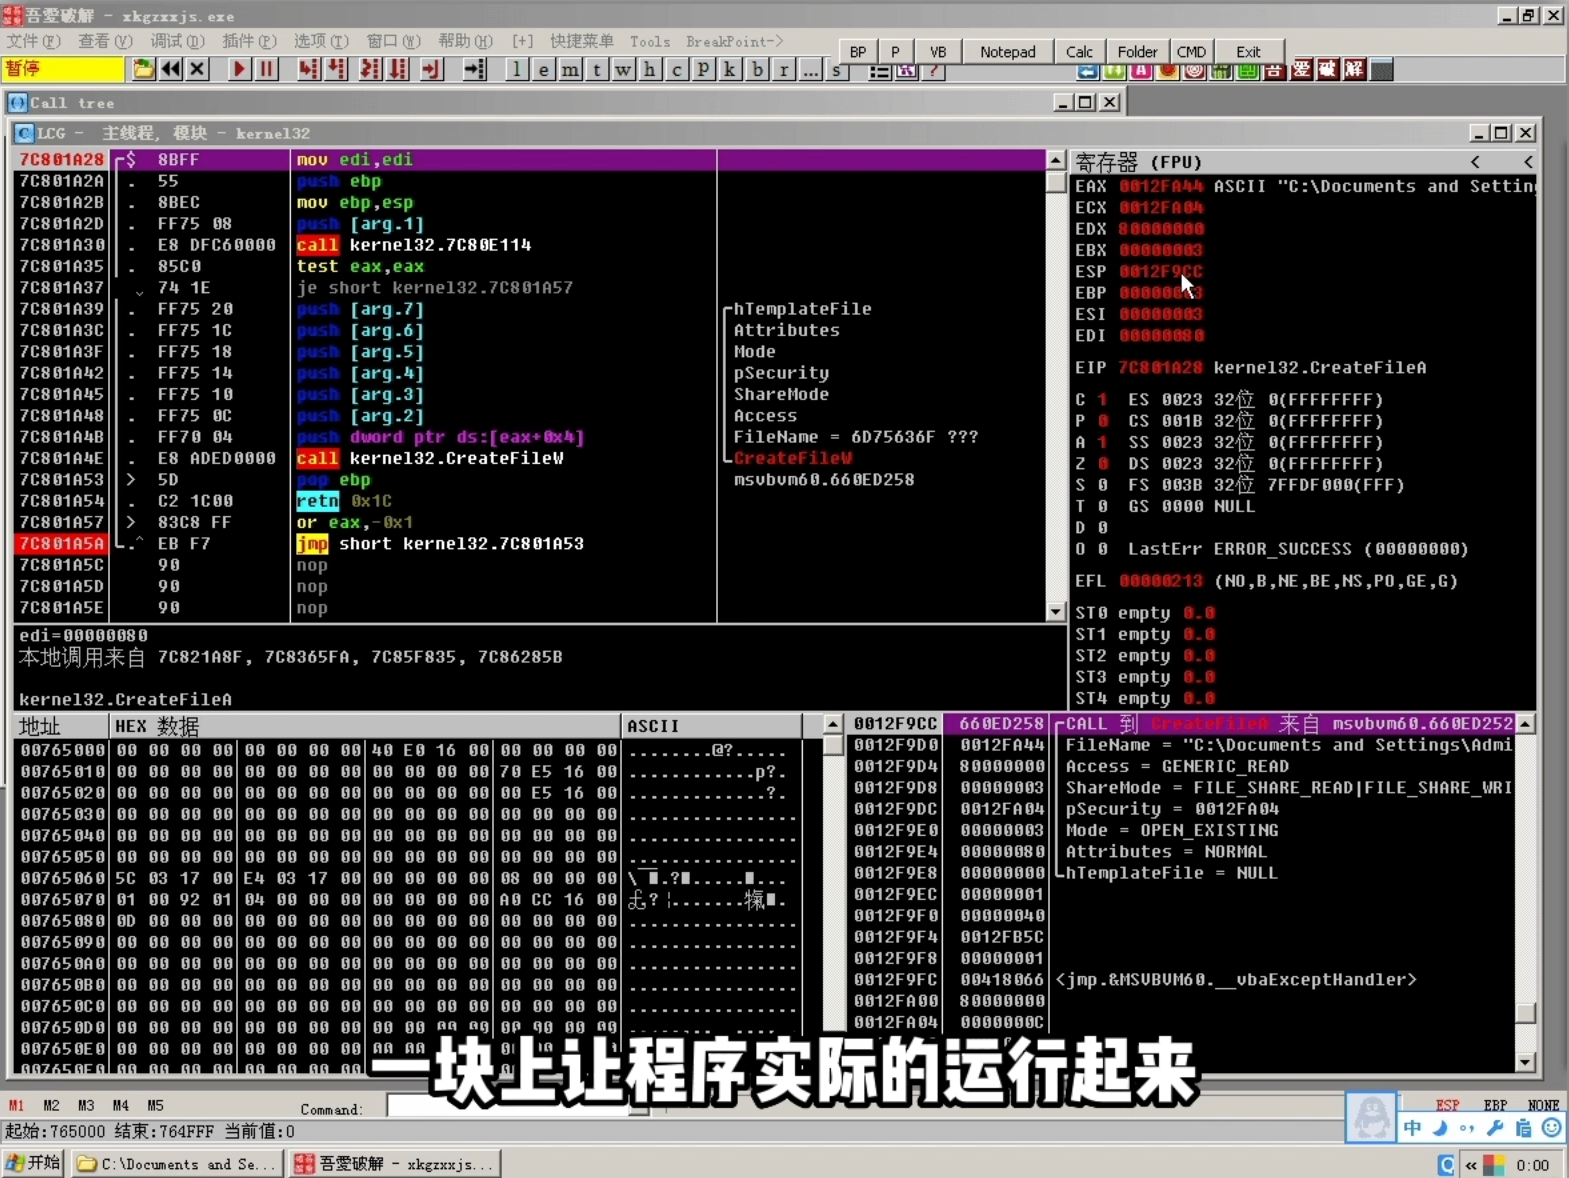 吾愛破解 - xkgzxxjs.exe
文件(F) 查看(V) 调试(D) 插件(P) 选项(T) 窗口(W) 帮助(H) [+] 快捷菜单 Tools BreakPoint->
BP P VB Notepad Calc Folder CMD Exit
暂停
l e m t w h c P k b r ... s
吾 爱 破 解
Call tree
LCG - 主线程, 模块 - kernel32
7C801A28 $ 8BFF mov edi,edi
7C801A2A . 55 push ebp
7C801A2B . 8BEC mov ebp,esp
7C801A2D . FF75 08 push [arg.1]
7C801A30 . E8 DFC60000 call kernel32.7C80E114
7C801A35 . 85C0 test eax,eax
7C801A37 74 1E je short kernel32.7C801A57
7C801A39 . FF75 20 push [arg.7] hTemplateFile
7C801A3C . FF75 1C push [arg.6] Attributes
7C801A3F . FF75 18 push [arg.5] Mode
7C801A42 . FF75 14 push [arg.4] pSecurity
7C801A45 . FF75 10 push [arg.3] ShareMode
7C801A48 . FF75 0C push [arg.2] Access
7C801A4B . FF70 04 push dword ptr ds:[eax+0x4] FileName = 6D75636F ???
7C801A4E . E8 ADED0000 call kernel32.CreateFileW CreateFileW
7C801A53 > 5D pop ebp msvbvm60.660ED258
7C801A54 . C2 1C00 retn 0x1C
7C801A57 > 83C8 FF or eax,-0x1
7C801A5A .^ EB F7 jmp short kernel32.7C801A53
7C801A5C 90 nop
7C801A5D 90 nop
7C801A5E 90 nop
edi=00000080
本地调用来自 7C821A8F, 7C8365FA, 7C85F835, 7C86285B
kernel32.CreateFileA
寄存器 (FPU) < <
EAX 0012FA44 ASCII "C:\Documents and Settin
ECX 0012FA04
EDX 80000000
EBX 00000003
ESP 0012F9CC
EBP 00000003
ESI 00000003
EDI 00000080
EIP 7C801A28 kernel32.CreateFileA
C 1 ES 0023 32位 0(FFFFFFFF)
P 0 CS 001B 32位 0(FFFFFFFF)
A 1 SS 0023 32位 0(FFFFFFFF)
Z 0 DS 0023 32位 0(FFFFFFFF)
S 0 FS 003B 32位 7FFDF000(FFF)
T 0 GS 0000 NULL
D 0
O 0 LastErr ERROR_SUCCESS (00000000)
EFL 00000213 (NO,B,NE,BE,NS,PO,GE,G)
ST0 empty 0.0
ST1 empty 0.0
ST2 empty 0.0
ST3 empty 0.0
ST4 empty 0.0
地址 HEX 数据 ASCII
00765000 00 00 00 00 00 00 00 00 40 E0 16 00 00 00 00 00 ........@?.....
00765010 00 00 00 00 00 00 00 00 00 00 00 00 70 E5 16 00 ............p?.
00765020 00 00 00 00 00 00 00 00 00 00 00 00 00 E5 16 00 .............?.
00765030 00 00 00 00 00 00 00 00 00 00 00 00 00 00 00 00 ................
00765040 00 00 00 00 00 00 00 00 00 00 00 00 00 00 00 00 ................
00765050 00 00 00 00 00 00 00 00 00 00 00 00 00 00 00 00 ................
00765060 5C 03 17 00 E4 03 17 00 00 00 00 00 08 00 00 00
00765070 01 00 92 01 04 00 00 00 00 00 00 00 A0 CC 16 00
00765080 0D 00 00 00 00 00 00 00 00 00 00 00 00 00 00 00 ................
00765090 00 00 00 00 00 00 00 00 00 00 00 00 00 00 00 00 ................
007650A0 00 00 00 00 00 00 00 00 00 00 00 00 00 00 00 00 ................
007650B0 00 00 00 00 00 00 00 00 00 00 00 00 00 00 00 00 ................
007650C0 00 00 00 00 00 00 00 00 00 00 00 00 00 00 00 00 ................
007650D0 00 00 00 00 00 00 00 00 00 00 00 00 00 00 00 00 ................
007650E0 00 00 00 00 00 00 00 00
007650F0 00 00 00 00 00 00 00 00
0012F9CC 660ED258 CALL 到 CreateFileA 来自 msvbvm60.660ED252
0012F9D0 0012FA44 FileName = "C:\Documents and Settings\Admi
0012F9D4 80000000 Access = GENERIC_READ
0012F9D8 00000003 ShareMode = FILE_SHARE_READ|FILE_SHARE_WRI
0012F9DC 0012FA04 pSecurity = 0012FA04
0012F9E0 00000003 Mode = OPEN_EXISTING
0012F9E4 00000080 Attributes = NORMAL
0012F9E8 00000000 hTemplateFile = NULL
0012F9EC 00000001
0012F9F0 00000040
0012F9F4 0012FB5C
0012F9F8 00000001
0012F9FC 00418066 <jmp.&MSVBVM60.__vbaExceptHandler>
0012FA00 80000000
0012FA04 0000000C
一块上让程序实际的运行起来
M1 M2 M3 M4 M5 Command: ESP EBP NONE
起始:765000 结束:764FFF 当前值:0
中
开始 C:\Documents and Se... 吾愛破解 - xkgzxxjs... « 0:00